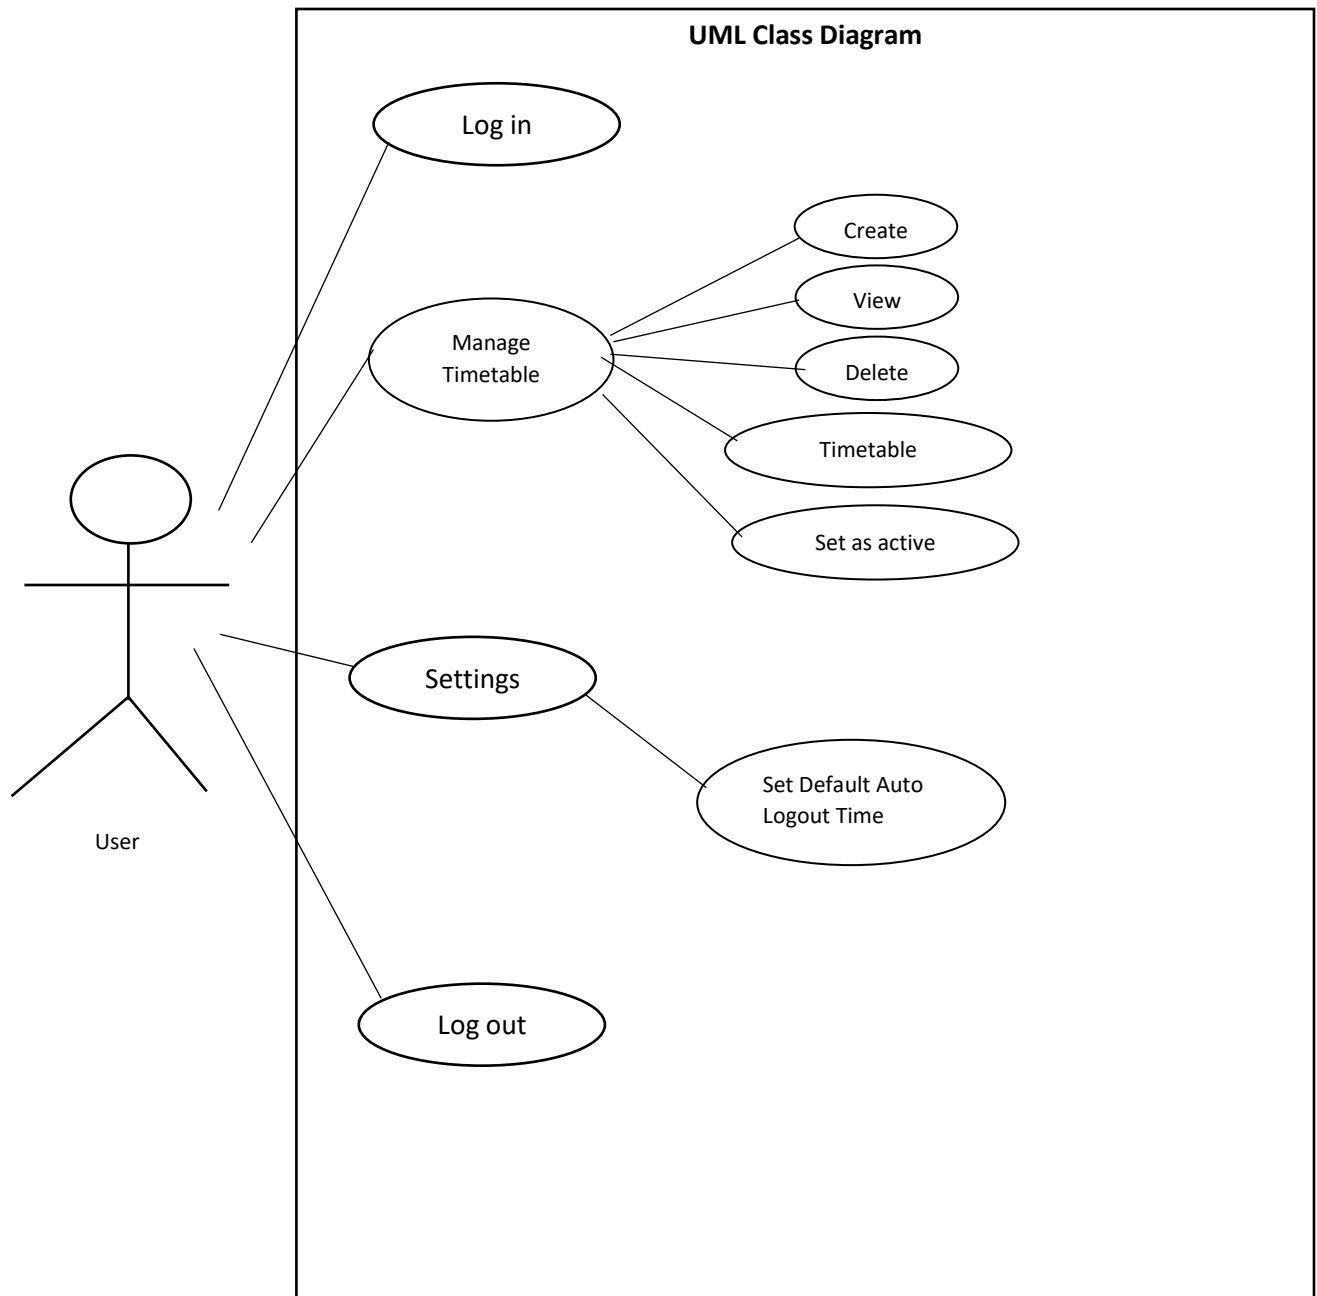 UML Class Diagram
Log in
Create
View
Manage
Timetable
Delete
Timetable
Set as active
Settings
Set Default Auto
Logout Time
User
Log out